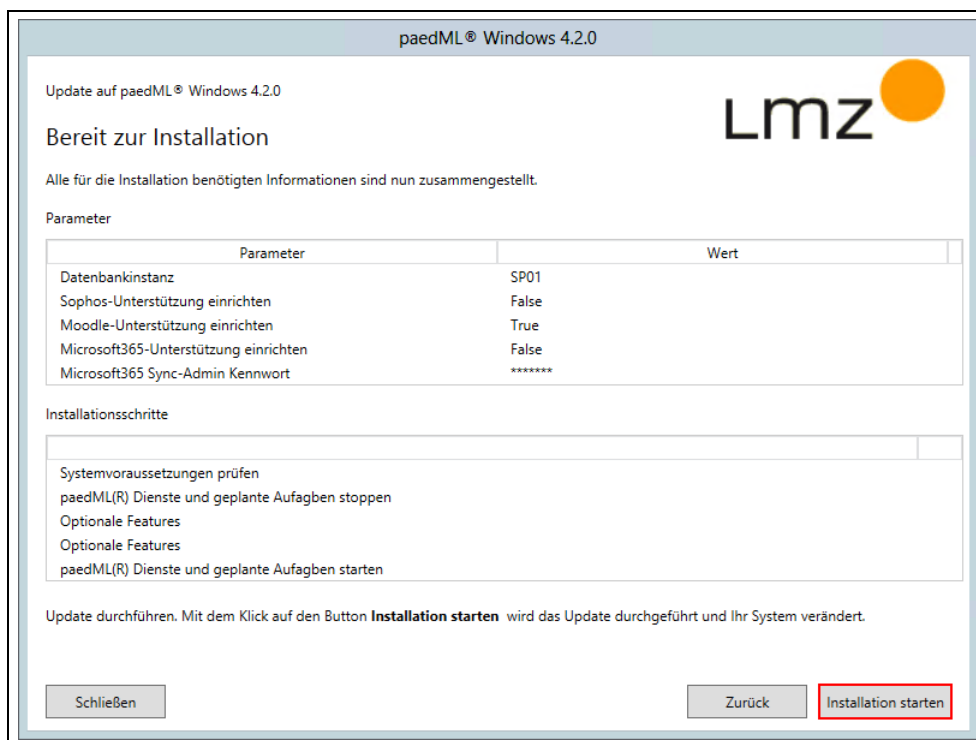 paedML® Windows 4.2.0
Update auf paedML® Windows 4.2.0
LMZ
Bereit zur Installation
Alle für die Installation benötigten Informationen sind nun zusammengestellt.
Parameter
Parameter Wert
Datenbankinstanz SP01
Sophos-Unterstützung einrichten False
Moodle-Unterstützung einrichten True
Microsoft365-Unterstützung einrichten False
Microsoft365 Sync-Admin Kennwort *******
Installationsschritte
Systemvoraussetzungen prüfen
paedML(R) Dienste und geplante Aufagben stoppen
Optionale Features
Optionale Features
paedML(R) Dienste und geplante Aufagben starten
Update durchführen. Mit dem Klick auf den Button Installation starten wird das Update durchgeführt und Ihr System verändert.
Schließen Zurück Installation starten